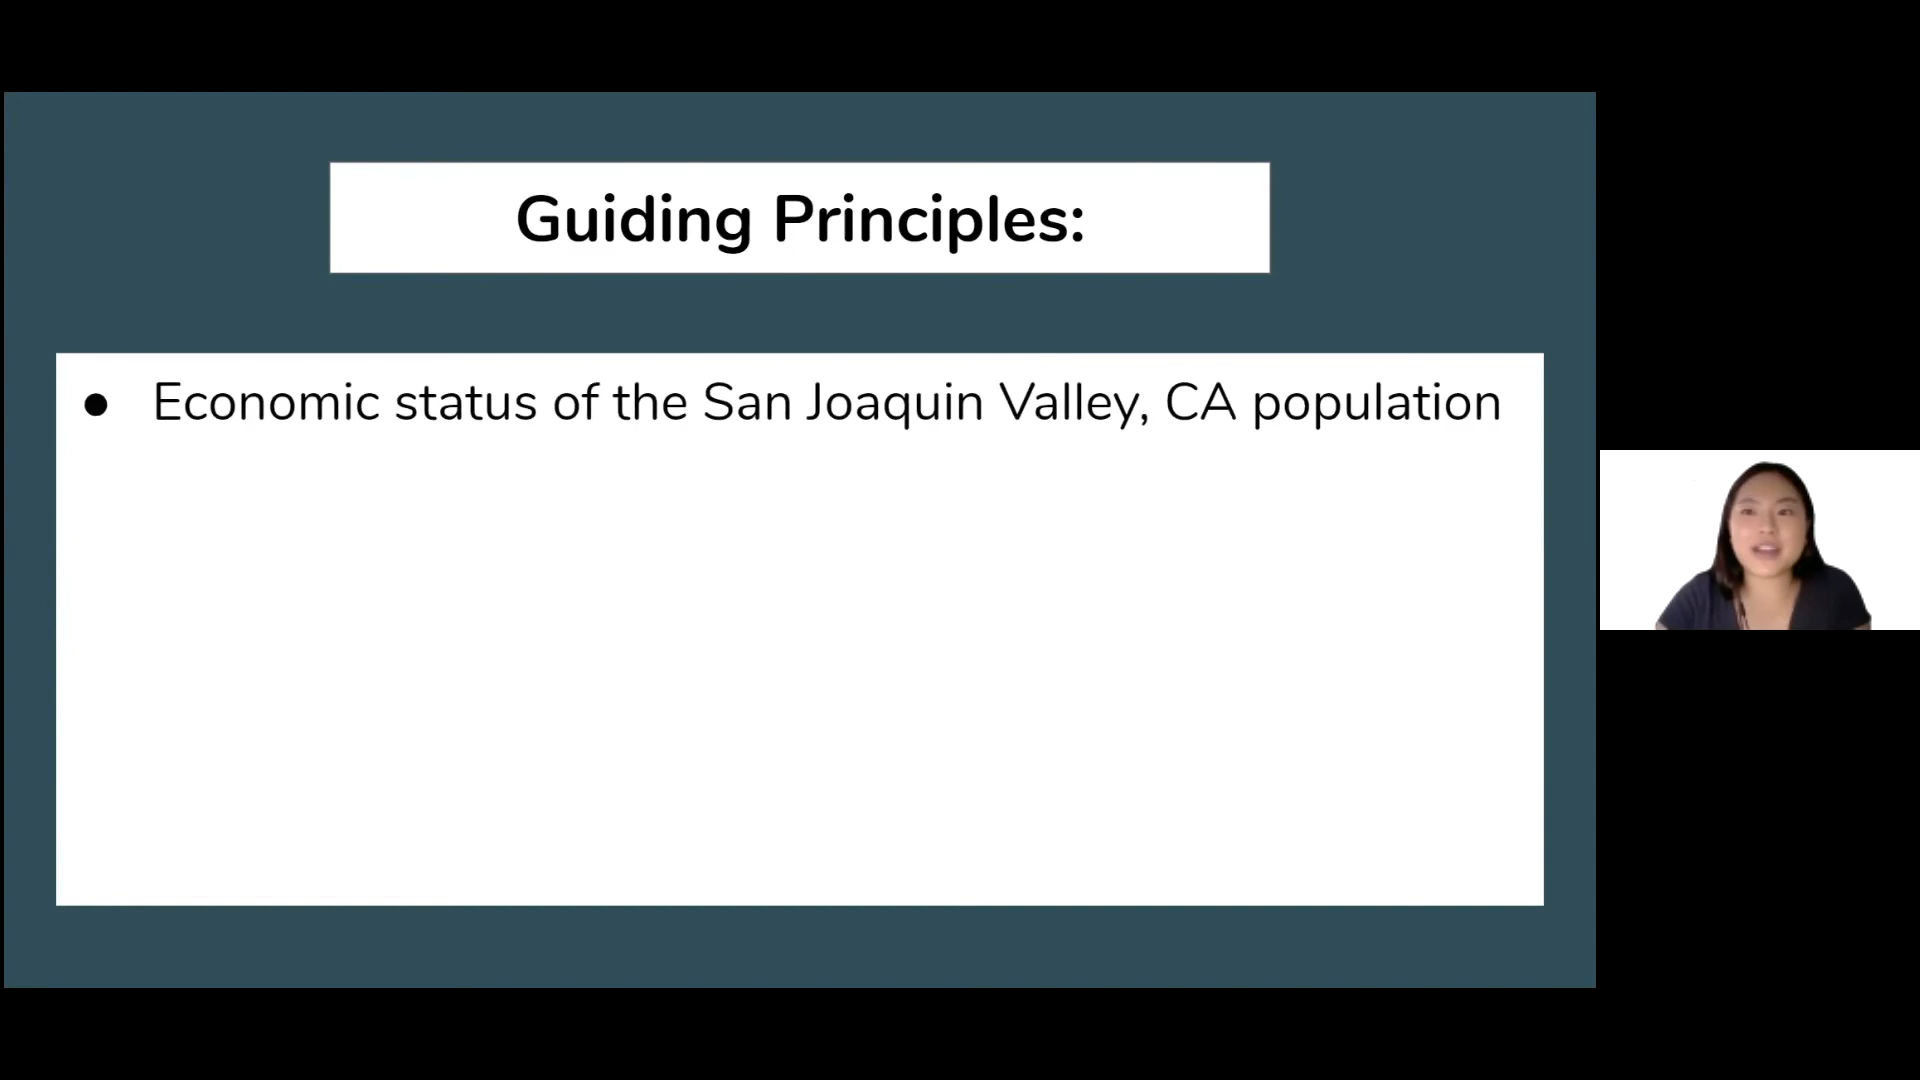 Guiding Principles:
● Economic status of the San Joaquin Valley, CA population